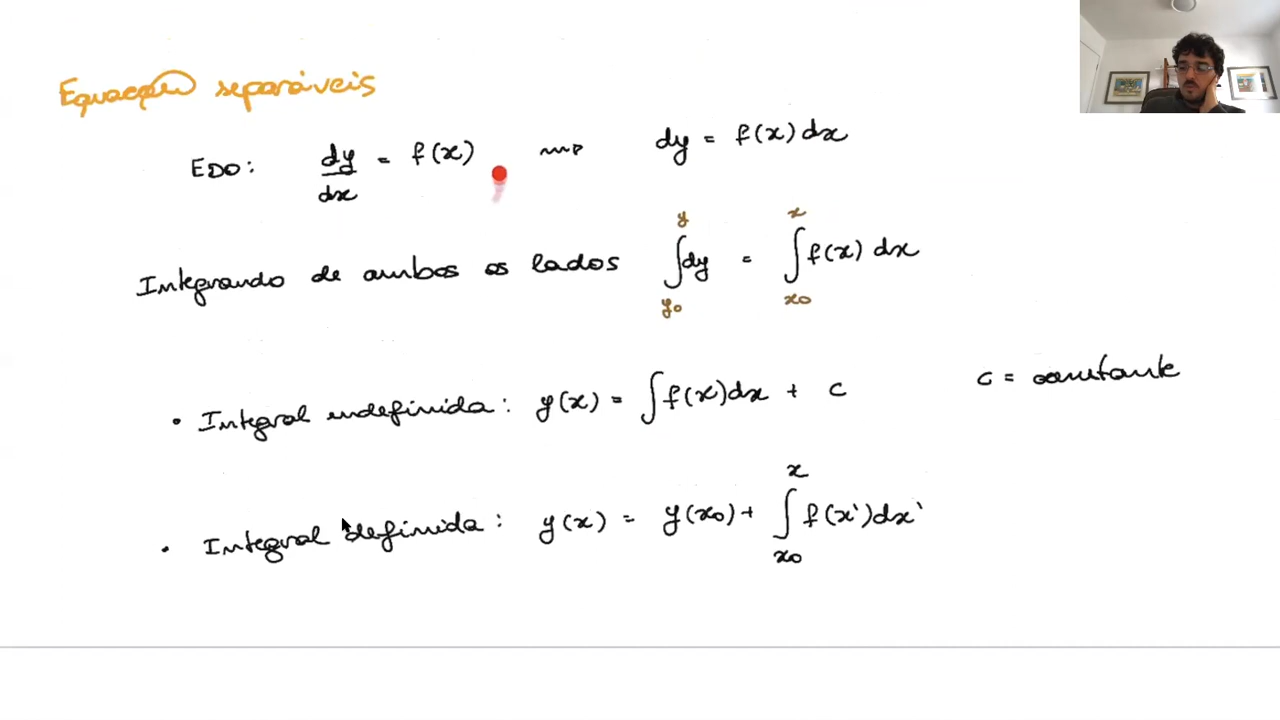 Equações separáveis
EDO: dy/dx = f(x) ⇝ dy = f(x) dx
Integrando de ambos os lados ∫_{y0}^{y} dy = ∫_{x0}^{x} f(x) dx
• Integral indefinida: y(x) = ∫ f(x) dx + c c = constante
• Integral definida: y(x) = y(x0) + ∫_{x0}^{x} f(x')dx'